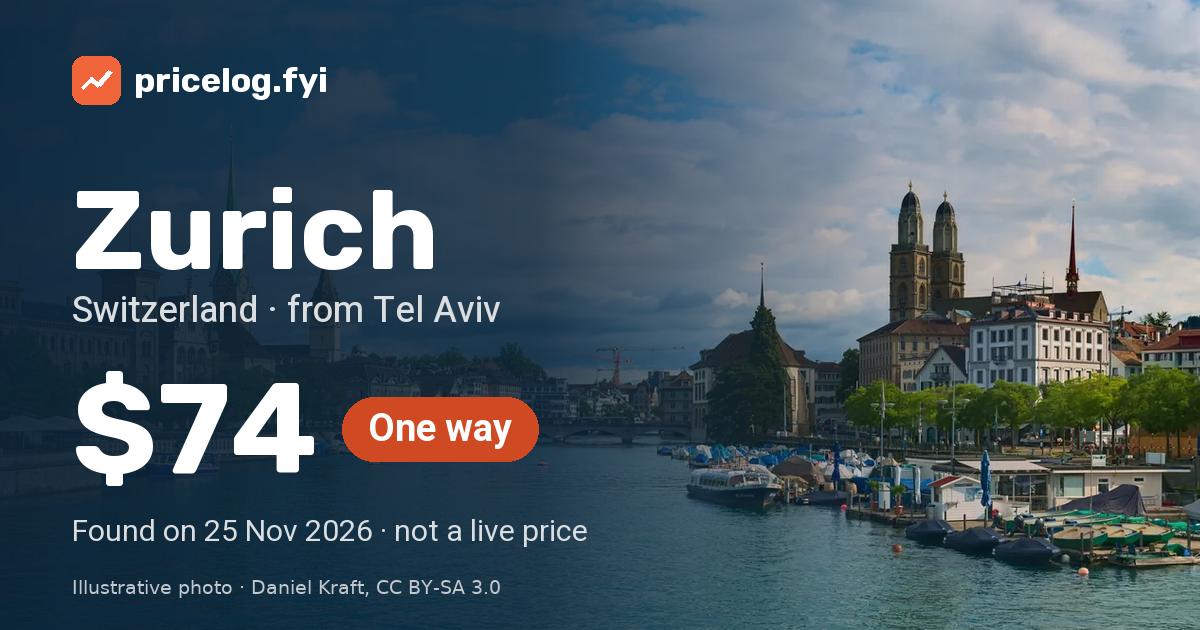 pricelog.fyi
Zurich
Switzerland · from Tel Aviv
$74 One way
Found on 25 Nov 2026 · not a live price
Illustrative photo · Daniel Kraft, CC BY-SA 3.0